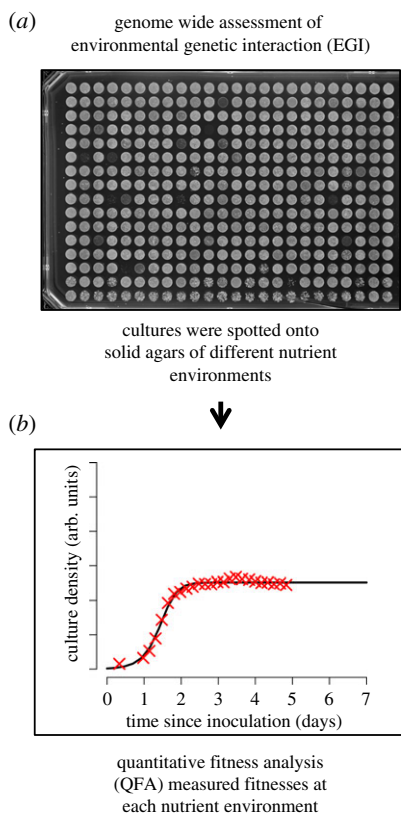 (a)
genome wide assessment of
environmental genetic interaction (EGI)
cultures were spotted onto
solid agars of different nutrient
environments
(b)
culture density (arb. units)
0 1 2 3 4 5 6 7
time since inoculation (days)
quantitative fitness analysis
(QFA) measured fitnesses at
each nutrient environment